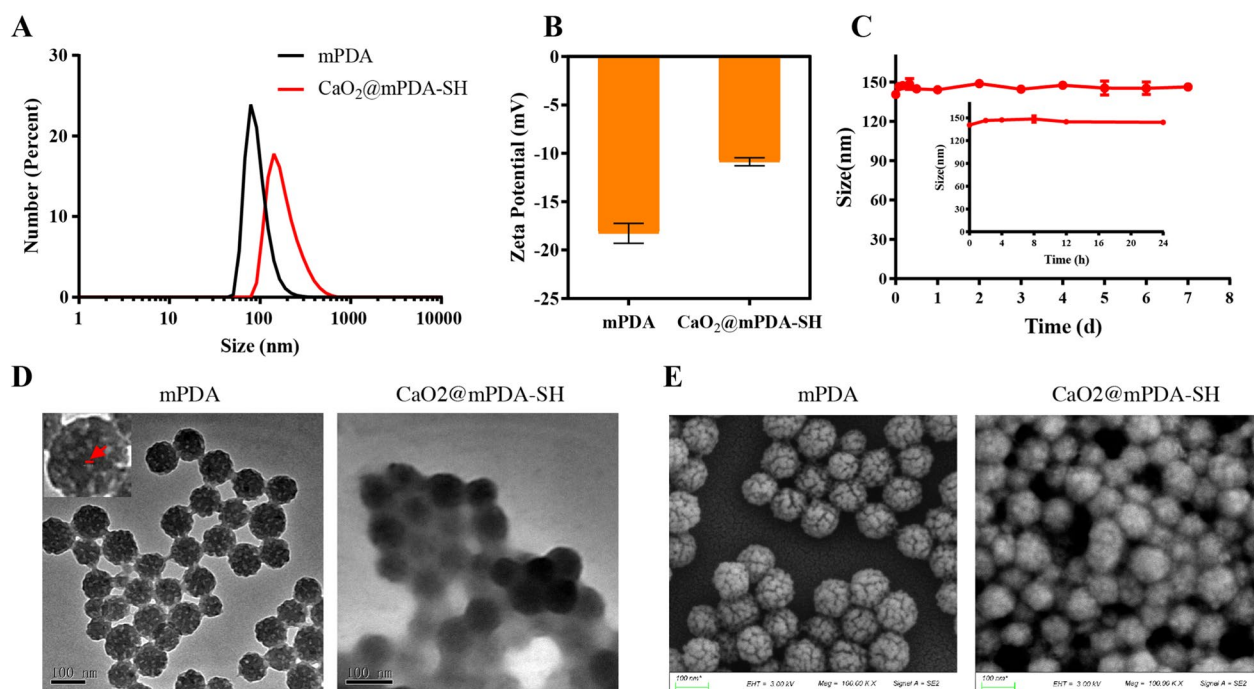 A
30
20
10
0
Number (Percent)
1
10
100
1000
10000
Size (nm)
mPDA
CaO₂@mPDA-SH
B
0
-5
-10
-15
-20
-25
Zeta Potential (mV)
mPDA
CaO₂@mPDA-SH
C
150
120
90
60
30
0
Size(nm)
0
1
2
3
4
5
6
7
8
Time (d)
150
120
90
60
30
0
Size(nm)
0
4
8
12
16
20
24
Time (h)
D
mPDA
CaO2@mPDA-SH
100 nm
100 nm
E
mPDA
CaO2@mPDA-SH
100 nm*
EHT = 3.00 kV
Mag = 100.00 K X
Signal A = SE2
100 nm*
EHT = 3.00 kV
Mag = 100.00 K X
Signal A = SE2